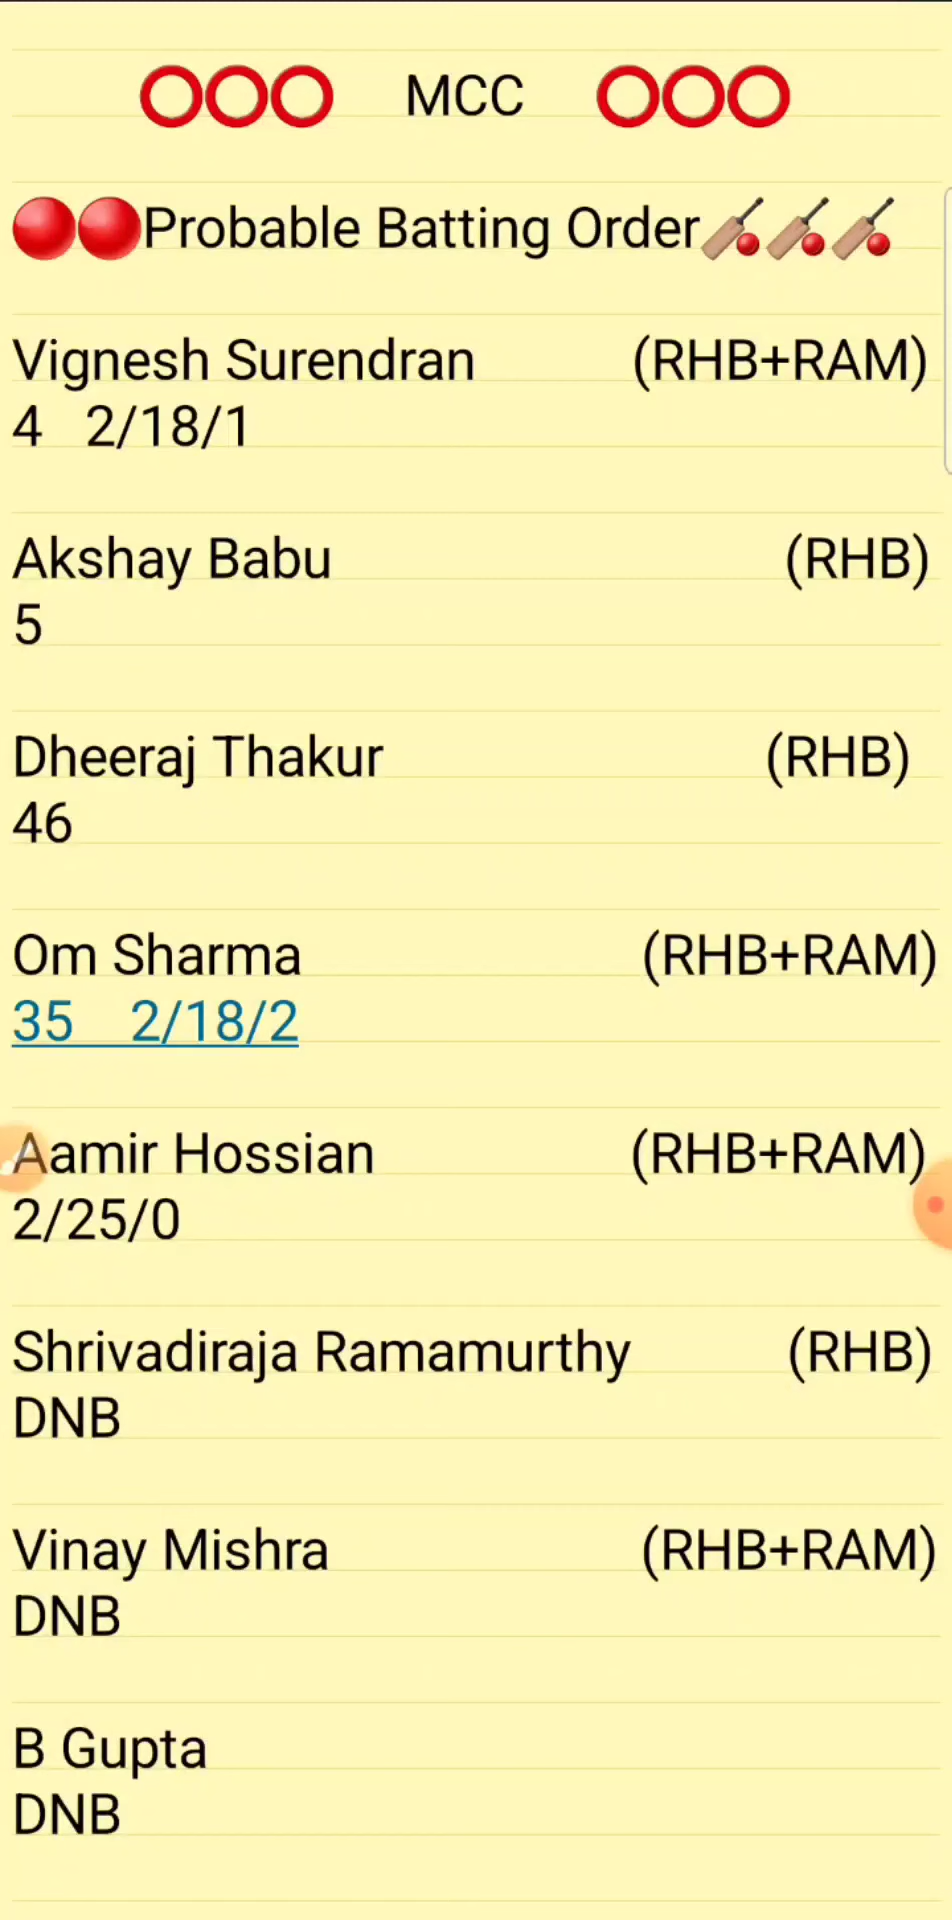 ⭕⭕⭕ MCC ⭕⭕⭕
🔴🔴Probable Batting Order🏏🏏🏏
Vignesh Surendran (RHB+RAM)
4 2/18/1
Akshay Babu (RHB)
5
Dheeraj Thakur (RHB)
46
Om Sharma (RHB+RAM)
35 2/18/2
Aamir Hossian (RHB+RAM)
2/25/0
Shrivadiraja Ramamurthy (RHB)
DNB
Vinay Mishra (RHB+RAM)
DNB
B Gupta
DNB